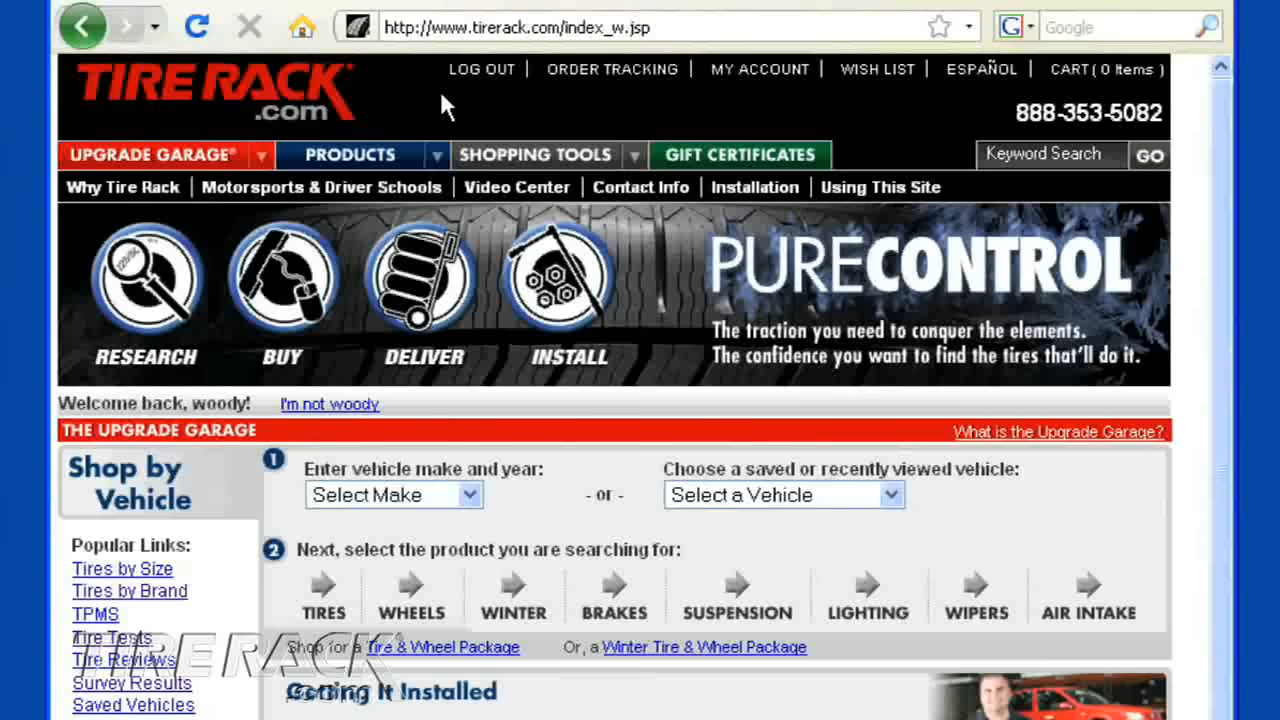 http://www.tirerack.com/index_w.jsp
Google
TIRE RACK
.com
LOG OUT | ORDER TRACKING | MY ACCOUNT | WISH LIST | ESPAÑOL | CART ( 0 Items )
888-353-5082
UPGRADE GARAGE® PRODUCTS SHOPPING TOOLS GIFT CERTIFICATES Keyword Search GO
Why Tire Rack | Motorsports & Driver Schools | Video Center | Contact Info | Installation | Using This Site
PURECONTROL
The traction you need to conquer the elements.
The confidence you want to find the tires that'll do it.
RESEARCH BUY DELIVER INSTALL
Welcome back, woody! I'm not woody
THE UPGRADE GARAGE What is the Upgrade Garage?
Shop by
Vehicle
1 Enter vehicle make and year: Choose a saved or recently viewed vehicle:
Select Make - or - Select a Vehicle
2 Next, select the product you are searching for:
TIRES WHEELS WINTER BRAKES SUSPENSION LIGHTING WIPERS AIR INTAKE
Shop for a Tire & Wheel Package Or, a Winter Tire & Wheel Package
Popular Links:
Tires by Size
Tires by Brand
TPMS
Tire Tests
Tire Reviews
Survey Results
Saved Vehicles
TIRE RACK®
Getting It Installed